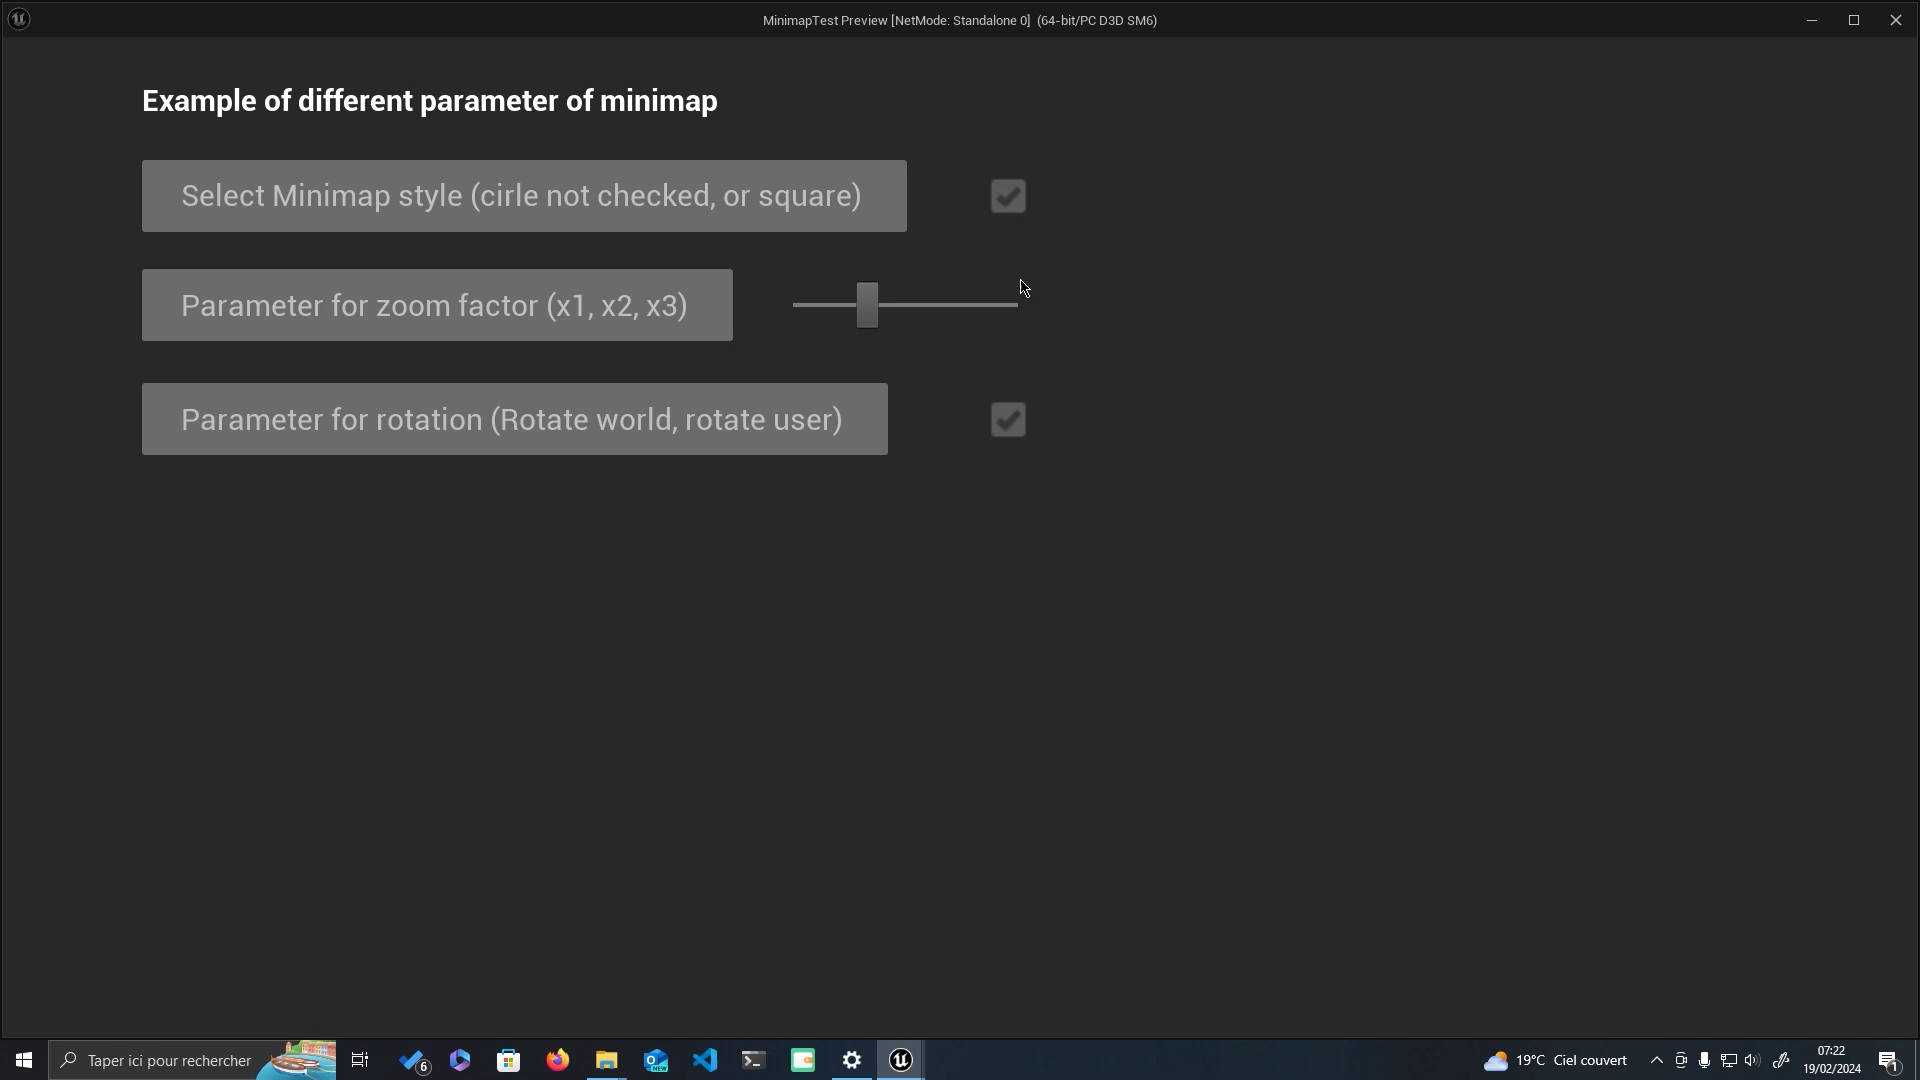 MinimapTest Preview [NetMode: Standalone 0] (64-bit/PC D3D SM6)
Example of different parameter of minimap
Select Minimap style (cirle not checked, or square)
Parameter for zoom factor (x1, x2, x3)
Parameter for rotation (Rotate world, rotate user)
Taper ici pour rechercher
6
NEW
19°C Ciel couvert
07:22
19/02/2024
1